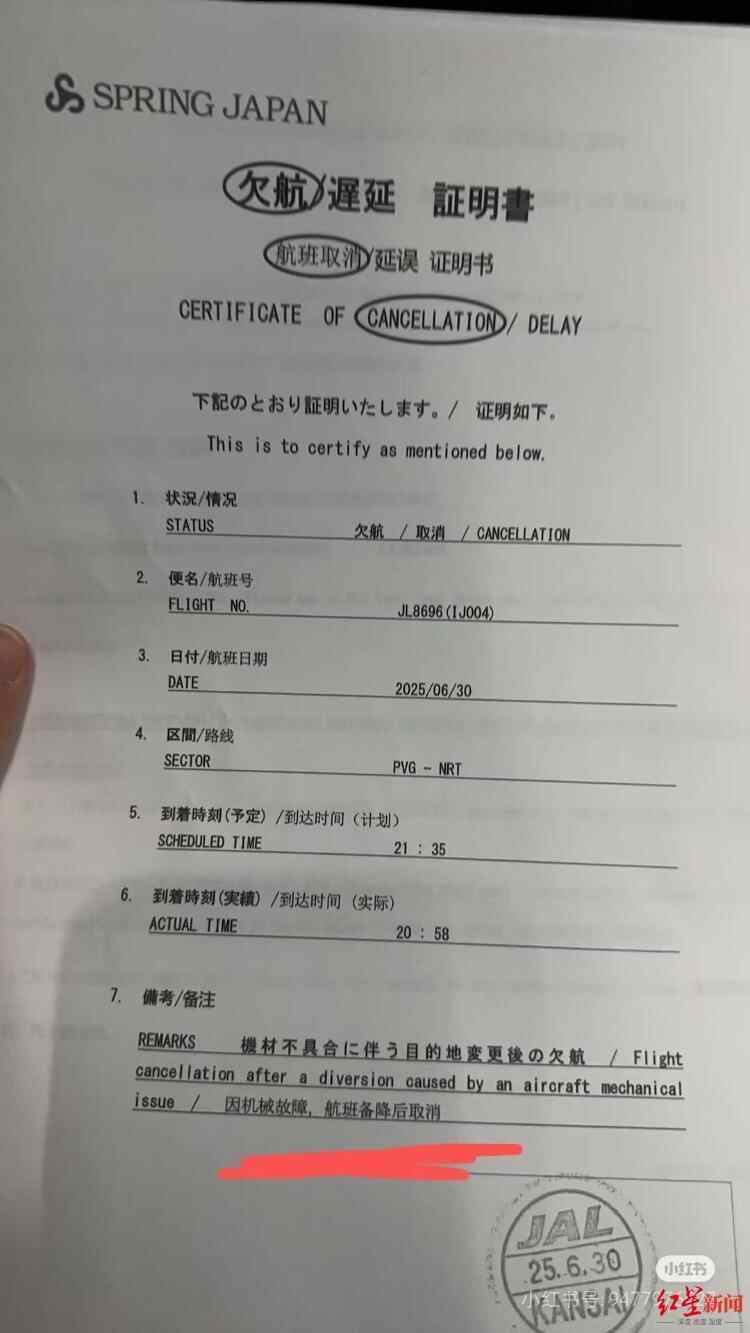 SPRING JAPAN
欠航/遅延 証明書
航班取消/延误 证明书
CERTIFICATE OF CANCELLATION / DELAY
下記のとおり証明いたします。/ 证明如下。
This is to certify as mentioned below.
1. 状況/情况
STATUS 欠航 / 取消 / CANCELLATION
2. 便名/航班号
FLIGHT NO. JL8696(IJ004)
3. 日付/航班日期
DATE 2025/06/30
4. 区間/路线
SECTOR PVG - NRT
5. 到着時刻(予定) /到达时间(计划)
SCHEDULED TIME 21 : 35
6. 到着時刻(実績) /到达时间(实际)
ACTUAL TIME 20 : 58
7. 備考/备注
REMARKS 機材不具合に伴う目的地変更後の欠航 / Flight
cancellation after a diversion caused by an aircraft mechanical
issue / 因机械故障, 航班备降后取消
JAL
25.6.30
KANSAI
小红书
小红书号
红星新闻